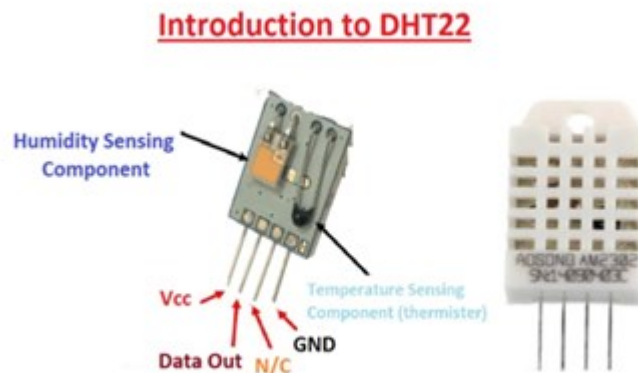 Introduction to DHT22
Humidity Sensing
Component
Temperature Sensing
Component (thermister)
Vcc
Data Out
N/C
GND
AOSONG AM2302